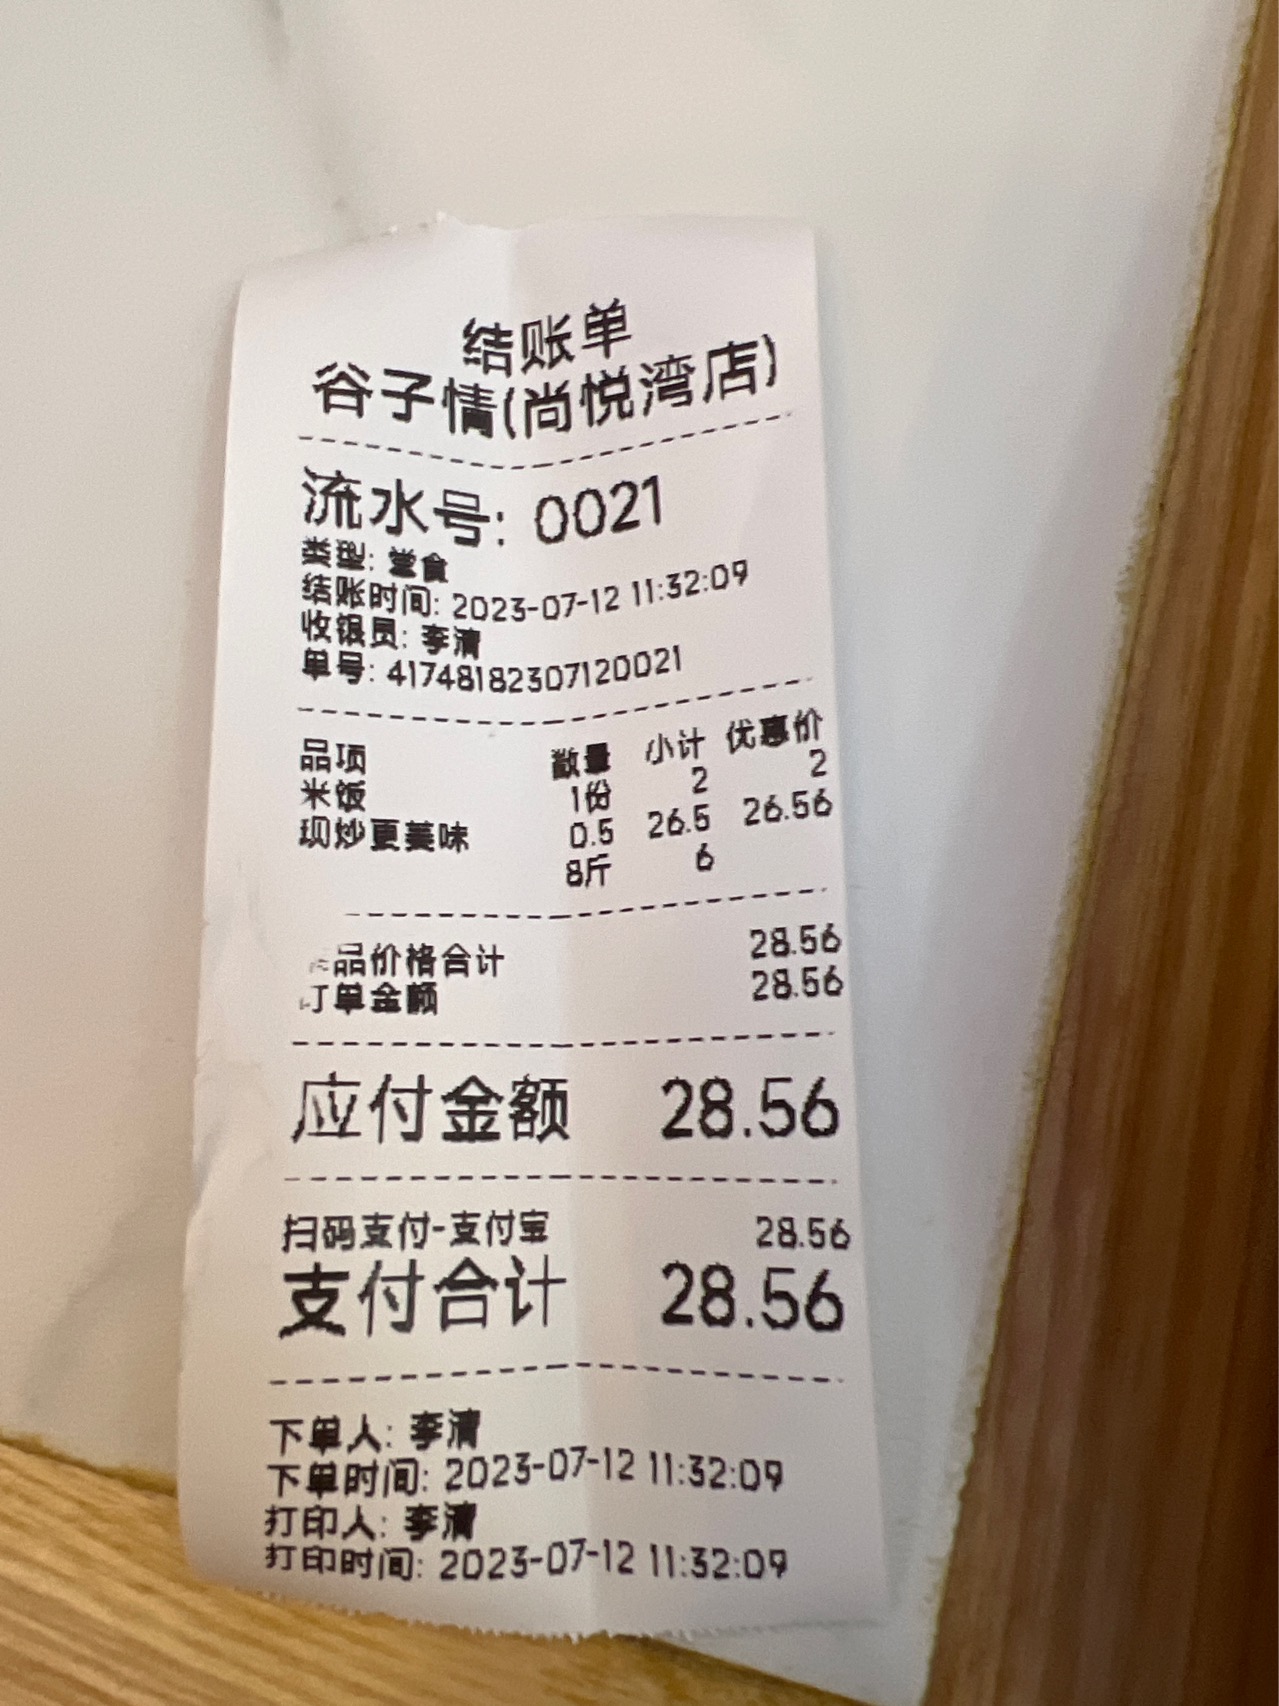 结账单
谷子情(尚悦湾店)
流水号: 0021
类型: 堂食
结账时间: 2023-07-12 11:32:09
收银员: 李清
单号: 41748182307120021
品项 数量 小计 优惠价
米饭 1份 2 2
现炒更美味 0.5 26.5 26.56
8斤 6
品价格合计 28.56
订单金额 28.56
应付金额 28.56
扫码支付-支付宝 28.56
支付合计 28.56
下单人: 李清
下单时间: 2023-07-12 11:32:09
打印人: 李清
打印时间: 2023-07-12 11:32:09